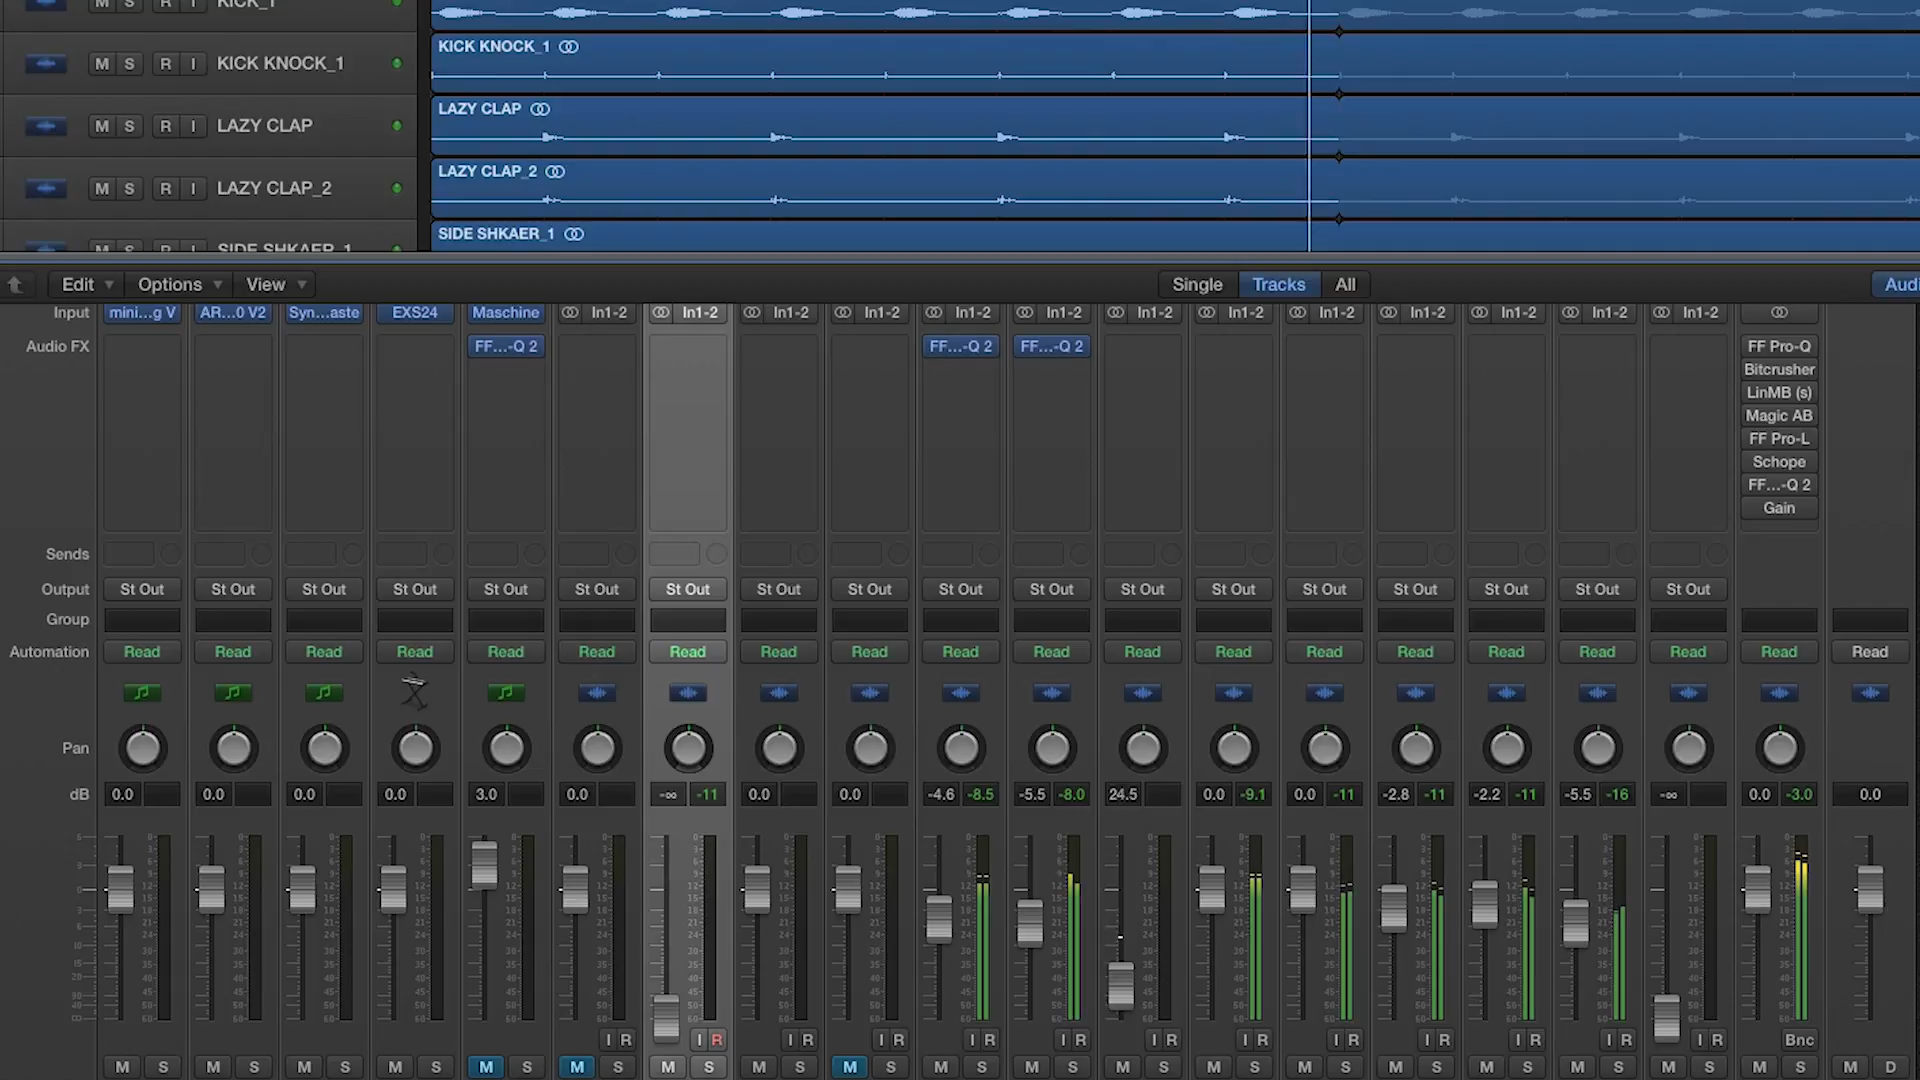 M S R I KICK_1
KICK KNOCK_1
M S R I KICK KNOCK_1
LAZY CLAP
M S R I LAZY CLAP
LAZY CLAP_2
M S R I LAZY CLAP_2
SIDE SHKAER_1
M S R I SIDE SHKAER_1
Edit Options View Single Tracks All Audi
Input mini...g V AR...0 V2 Syn...aste EXS24 Maschine In1-2 In1-2 In1-2 In1-2 In1-2 In1-2 In1-2 In1-2 In1-2 In1-2 In1-2 In1-2 In1-2
Audio FX FF...-Q 2 FF...-Q 2 FF...-Q 2 FF Pro-Q
Bitcrusher
LinMB (s)
Magic AB
FF Pro-L
Schope
FF...-Q 2
Gain
Sends
Output St Out St Out St Out St Out St Out St Out St Out St Out St Out St Out St Out St Out St Out St Out St Out St Out St Out St Out
Group
Automation Read Read Read Read Read Read Read Read Read Read Read Read Read Read Read Read Read Read Read Read
Pan
dB 0.0 0.0 0.0 0.0 3.0 0.0 -∞ -11 0.0 0.0 -4.6 -8.5 -5.5 -8.0 24.5 0.0 -9.1 0.0 -11 -2.8 -11 -2.2 -11 -5.5 -16 -∞ 0.0 -3.0 0.0
I R I R I R I R I R I R I R I R I R I R I R I R I R Bnc
M S M S M S M S M S M S M S M S M S M S M S M S M S M S M S M S M S M S M S M D